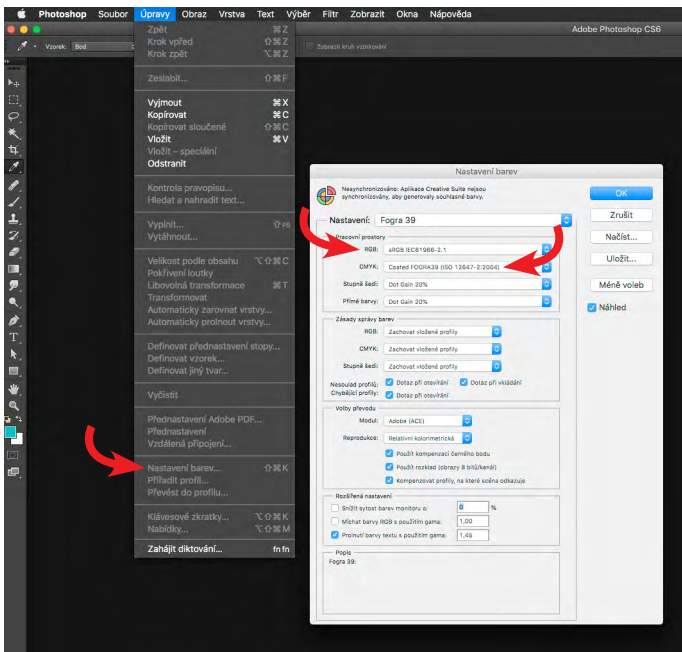 Photoshop Soubor Úpravy Obraz Vrstva Text Výběr Filtr Zobrazit Okna Nápověda
Adobe Photoshop CS6
Vzorek: Bod
Zobrazit kruh vzorkování
Zpět ⌘Z
Krok vpřed ⇧⌘Z
Krok zpět ⌥⌘Z
Zeslabit... ⇧⌘F
Vyjmout ⌘X
Kopírovat ⌘C
Kopírovat sloučeně ⇧⌘C
Vložit ⌘V
Vložit – speciální
Odstranit
Kontrola pravopisu...
Hledat a nahradit text...
Vyplnit... ⇧F5
Vytáhnout...
Velikost podle obsahu ⌥⇧⌘C
Pokřivení loutky
Libovolná transformace ⌘T
Transformovat
Automaticky zarovnat vrstvy...
Automaticky prolnout vrstvy...
Definovat přednastavení stopy...
Definovat vzorek...
Definovat jiný tvar...
Vyčistit
Přednastavení Adobe PDF...
Přednastavení
Vzdálená připojení...
Nastavení barev... ⇧⌘K
Přiřadit profil...
Převést do profilu...
Klávesové zkratky... ⌥⇧⌘K
Nabídky... ⌥⇧⌘M
Zahájit diktování... fn fn
Nastavení barev
Nesynchronizováno: Aplikace Creative Suite nejsou
synchronizovány, aby generovaly souhlasné barvy.
Nastavení: Fogra 39
Pracovní prostory
RGB: sRGB IEC61966-2.1
CMYK: Coated FOGRA39 (ISO 12647-2:2004)
Stupně šedi: Dot Gain 20%
Přímé barvy: Dot Gain 20%
Zásady správy barev
RGB: Zachovat vložené profily
CMYK: Zachovat vložené profily
Stupně šedi: Zachovat vložené profily
Nesoulad profilů: Dotaz při otevírání Dotaz při vkládání
Chybějící profily: Dotaz při otevírání
Volby převodu
Modul: Adobe (ACE)
Reprodukce: Relativní kolorimetrická
Použít kompenzaci černého bodu
Použít rozklad (obrazy 8 bitů/kanál)
Kompenzovat profily, na které scéna odkazuje
Rozšířená nastavení
Snížit sytost barev monitoru o: 0 %
Míchat barvy RGB s použitím gama: 1,00
Prolnutí barvy textu s použitím gama: 1,45
Popis
Fogra 39:
OK
Zrušit
Načíst...
Uložit...
Méně voleb
Náhled